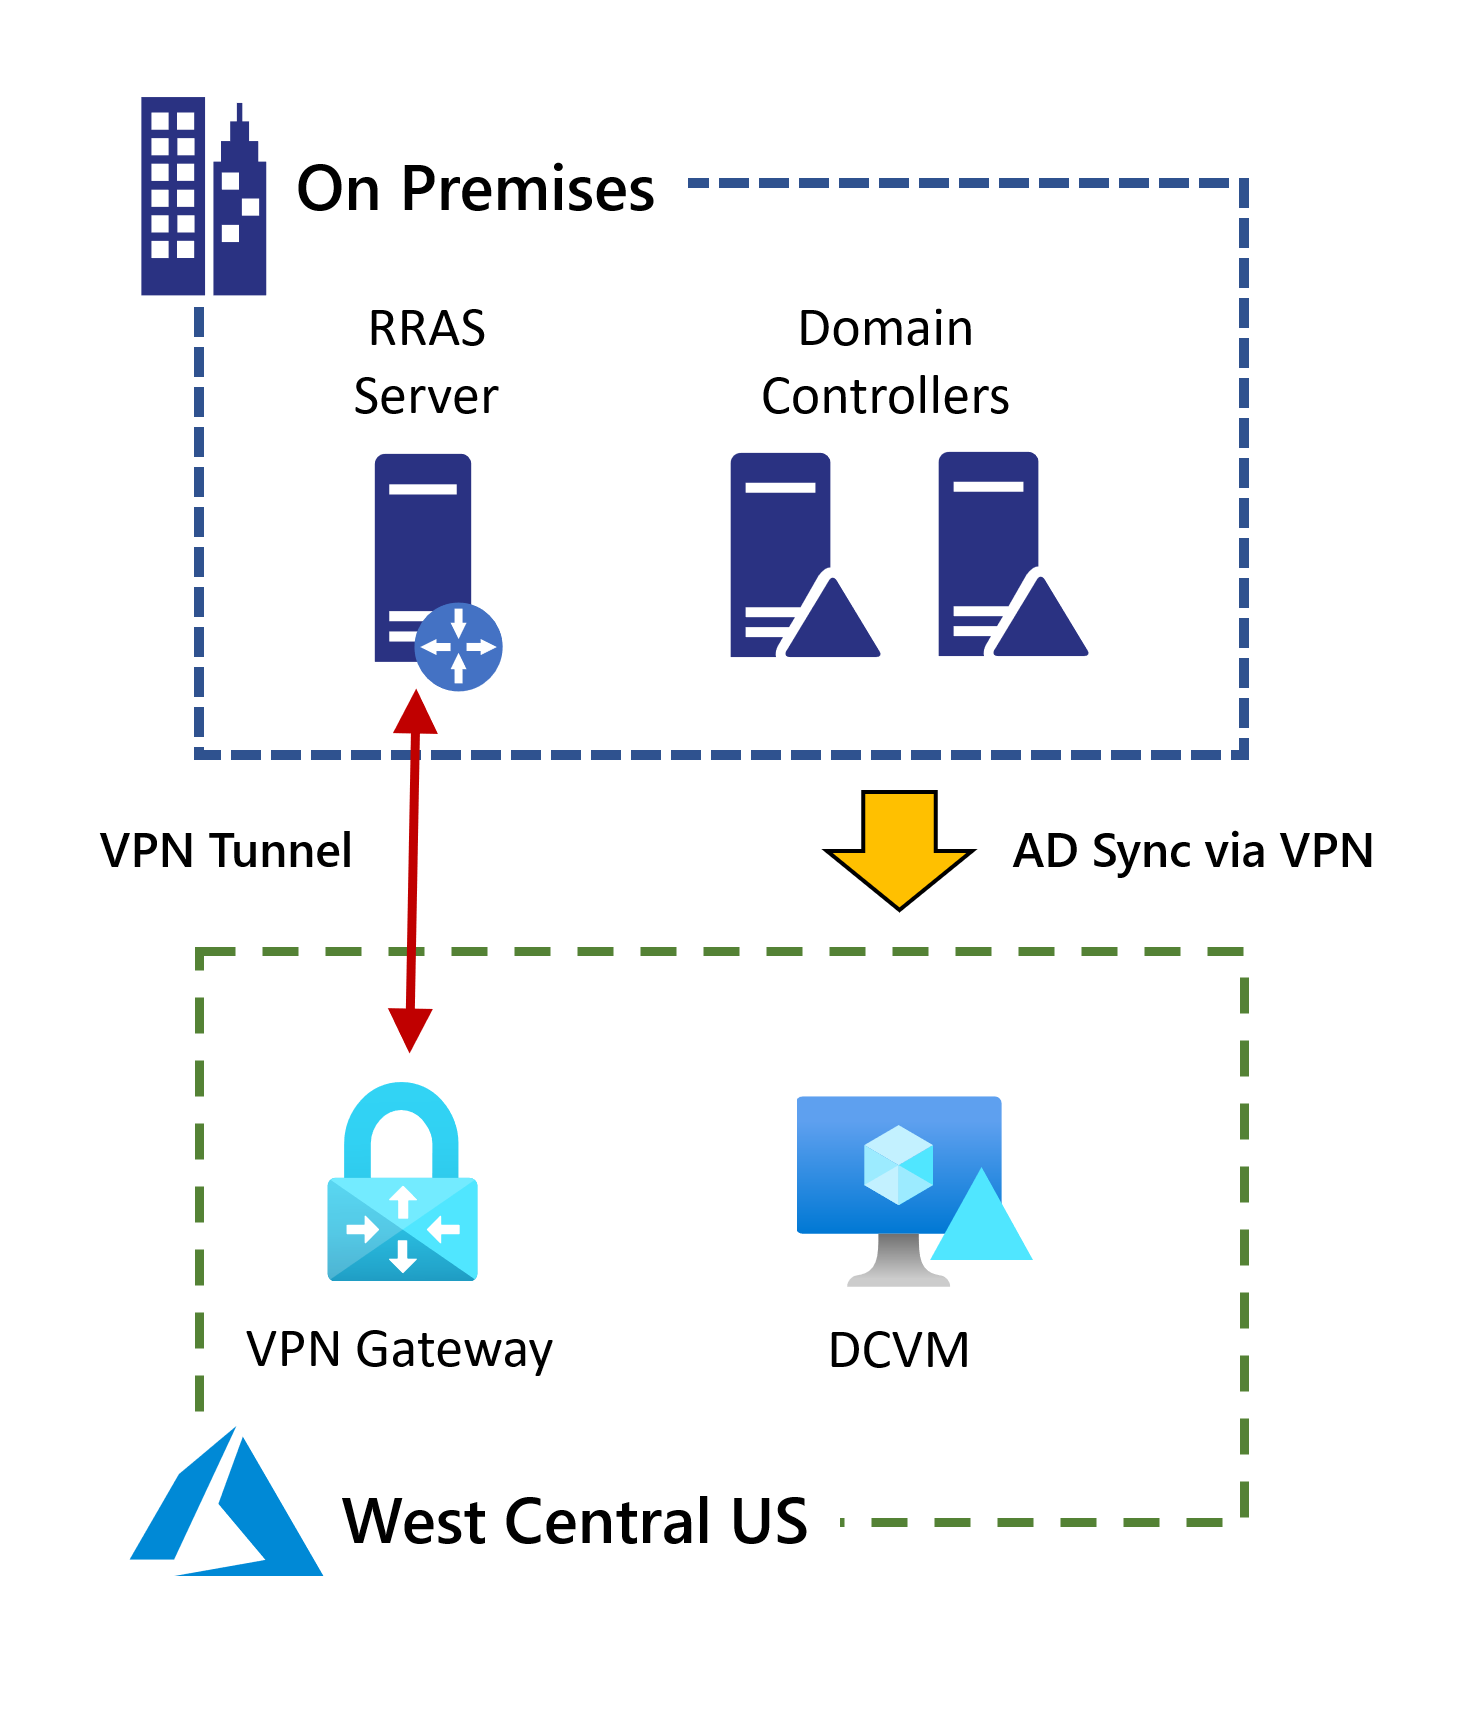 On Premises
RRAS
Server
Domain
Controllers
VPN Tunnel
AD Sync via VPN
VPN Gateway
DCVM
West Central US